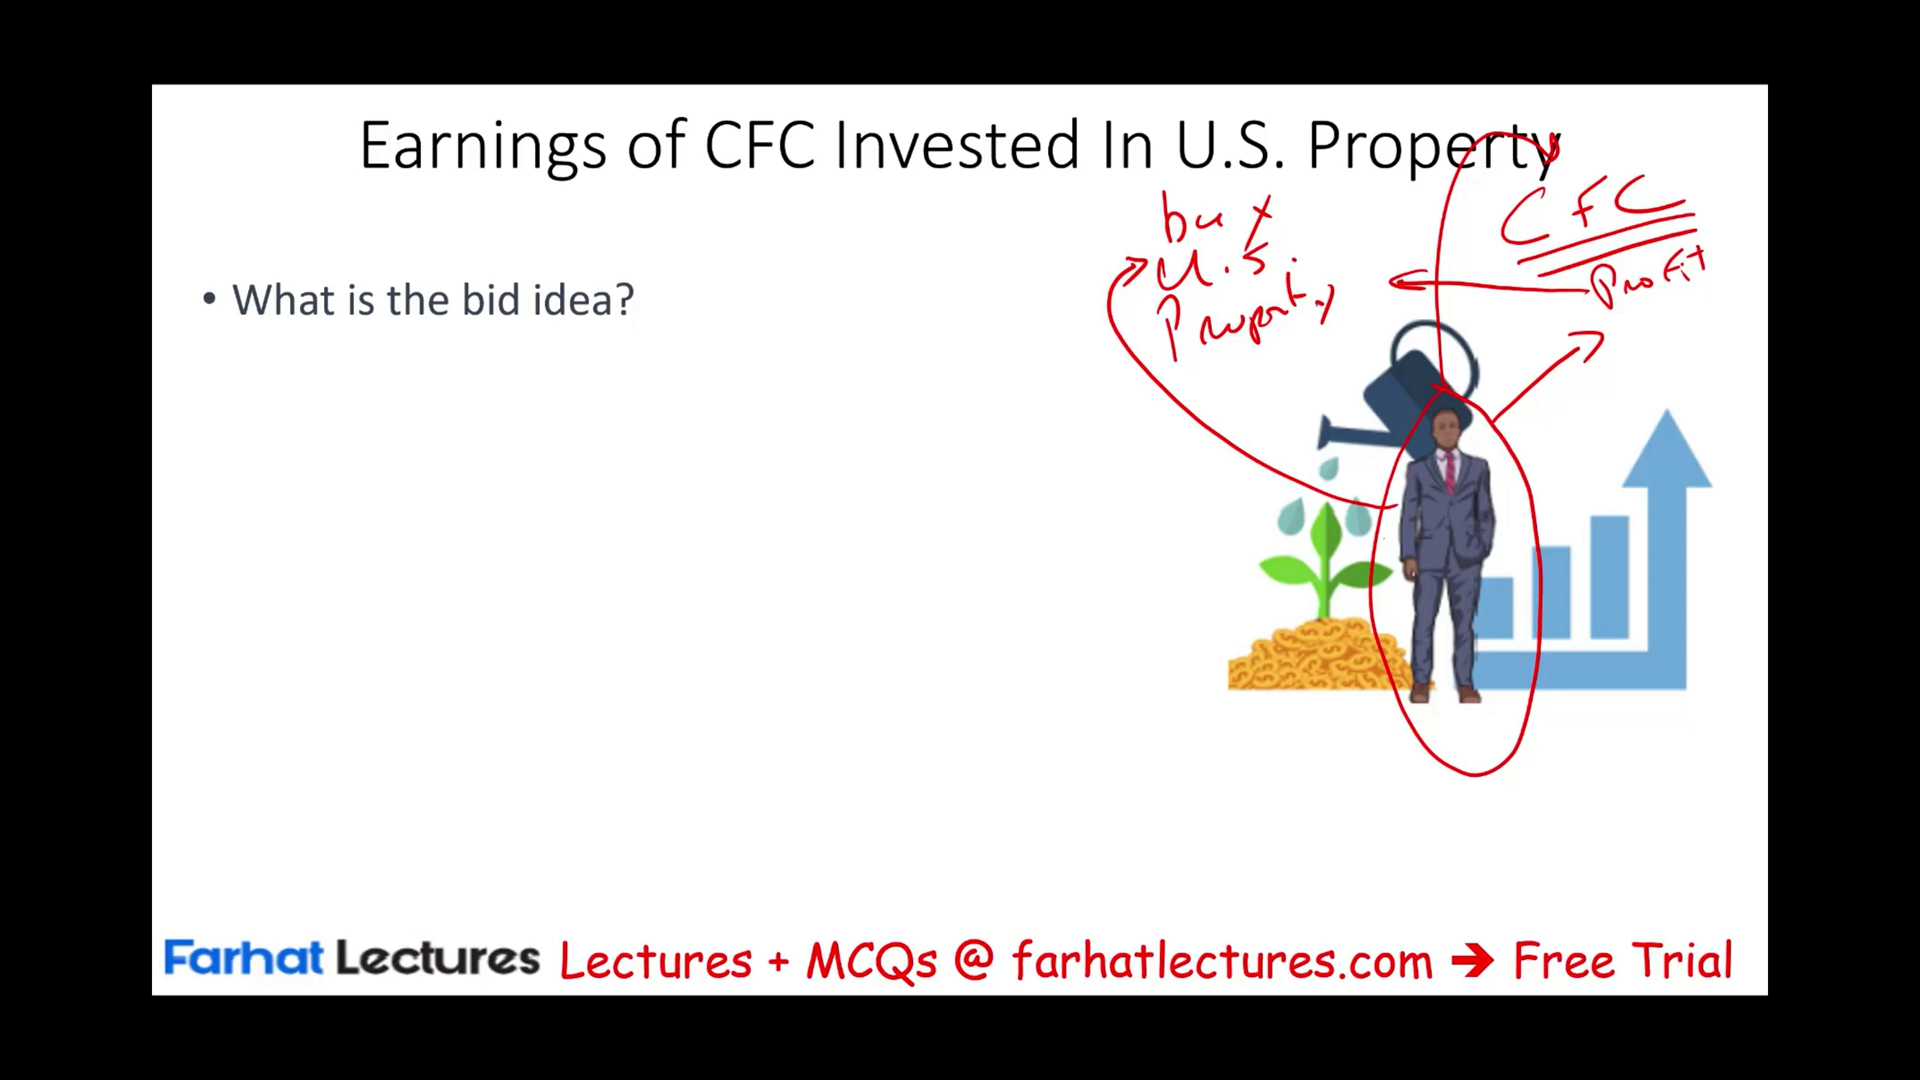 Earnings of CFC Invested In U.S. Property
• What is the bid idea?
CFC
Profit
U.S.
Property
Farhat Lectures Lectures + MCQs @ farhatlectures.com ➔ Free Trial